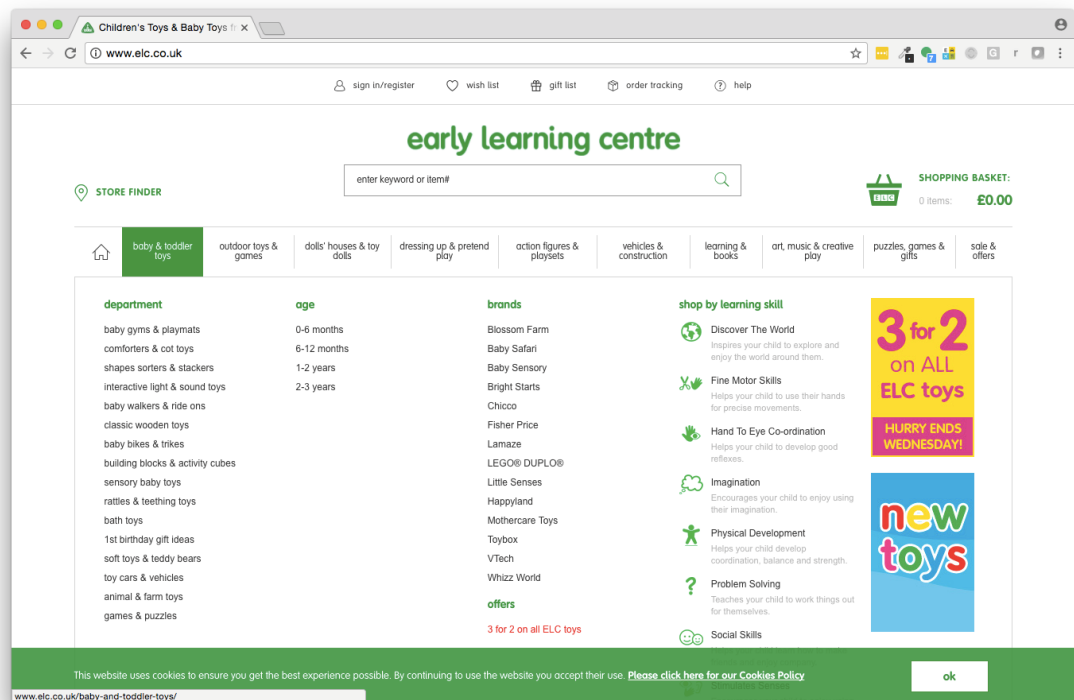 Children's Toys & Baby Toys fr
www.elc.co.uk
sign in/register
wish list
gift list
order tracking
help
early learning centre
STORE FINDER
enter keyword or item#
ELC
SHOPPING BASKET:
0 items: £0.00
baby & toddler
toys
outdoor toys &
games
dolls' houses & toy
dolls
dressing up & pretend
play
action figures &
playsets
vehicles &
construction
learning &
books
art, music & creative
play
puzzles, games &
gifts
sale &
offers
department
baby gyms & playmats
comforters & cot toys
shapes sorters & stackers
interactive light & sound toys
baby walkers & ride ons
classic wooden toys
baby bikes & trikes
building blocks & activity cubes
sensory baby toys
rattles & teething toys
bath toys
1st birthday gift ideas
soft toys & teddy bears
toy cars & vehicles
animal & farm toys
games & puzzles
age
0-6 months
6-12 months
1-2 years
2-3 years
brands
Blossom Farm
Baby Safari
Baby Sensory
Bright Starts
Chicco
Fisher Price
Lamaze
LEGO® DUPLO®
Little Senses
Happyland
Mothercare Toys
Toybox
VTech
Whizz World
offers
3 for 2 on all ELC toys
shop by learning skill
Discover The World
Inspires your child to explore and
enjoy the world around them.
Fine Motor Skills
Helps your child to use their hands
for precise movements.
Hand To Eye Co-ordination
Helps your child to develop good
reflexes.
Imagination
Encourages your child to enjoy using
their imagination.
Physical Development
Helps your child develop
coordination, balance and strength.
Problem Solving
Teaches your child to work things out
for themselves.
Social Skills
3 for 2
on ALL
ELC toys
HURRY ENDS
WEDNESDAY!
new
toys
This website uses cookies to ensure you get the best experience possible. By continuing to use the website you accept their use. Please click here for our Cookies Policy
ok
www.elc.co.uk/baby-and-toddler-toys/